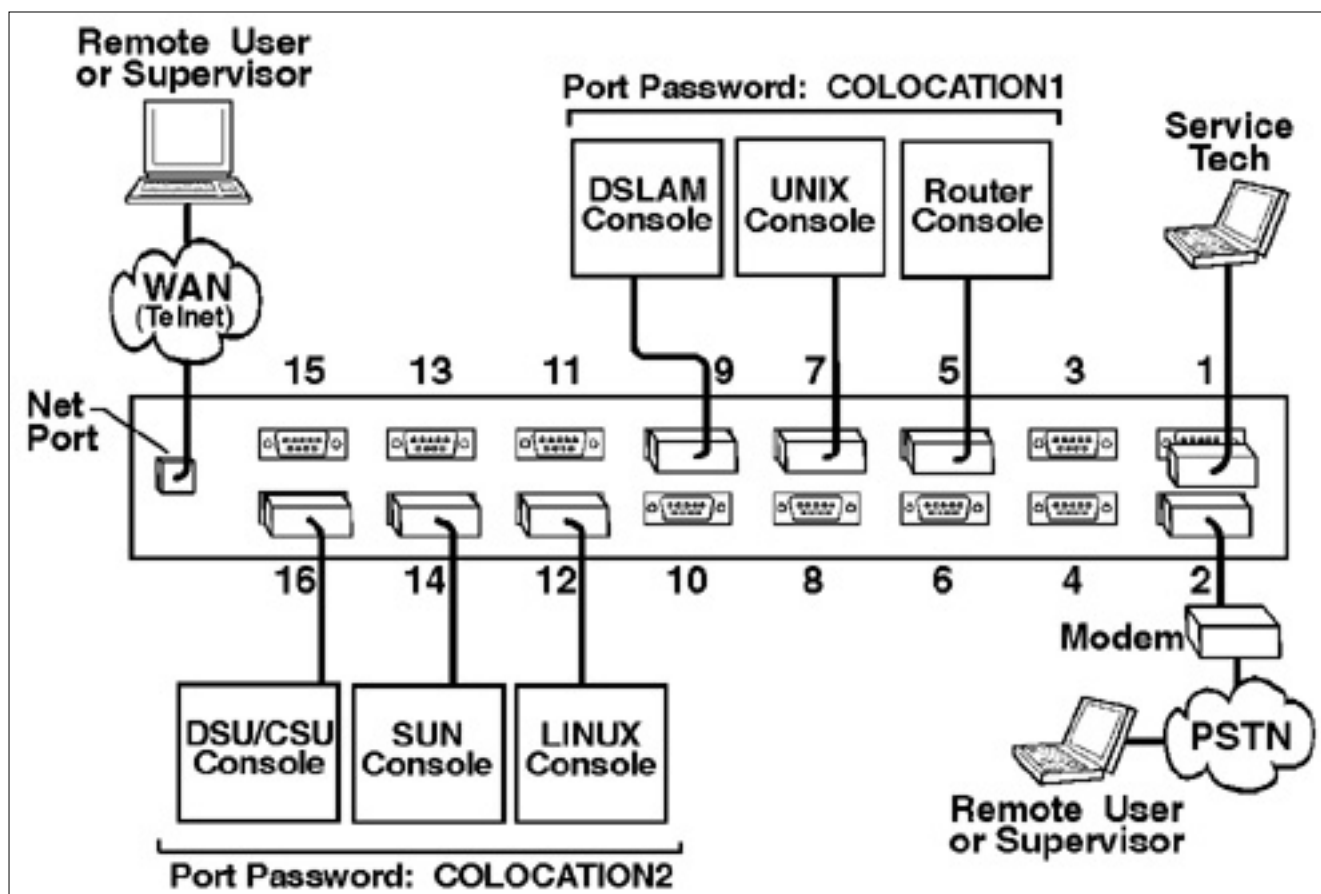 Remote User
or Supervisor
Port Password: COLOCATION1
Service
Tech
DSLAM
Console
UNIX
Console
Router
Console
WAN
(Telnet)
15 13 11 9 7 5 3 1
Net
Port
16 14 12 10 8 6 4 2
Modem
DSU/CSU
Console
SUN
Console
LINUX
Console
PSTN
Remote User
or Supervisor
Port Password: COLOCATION2